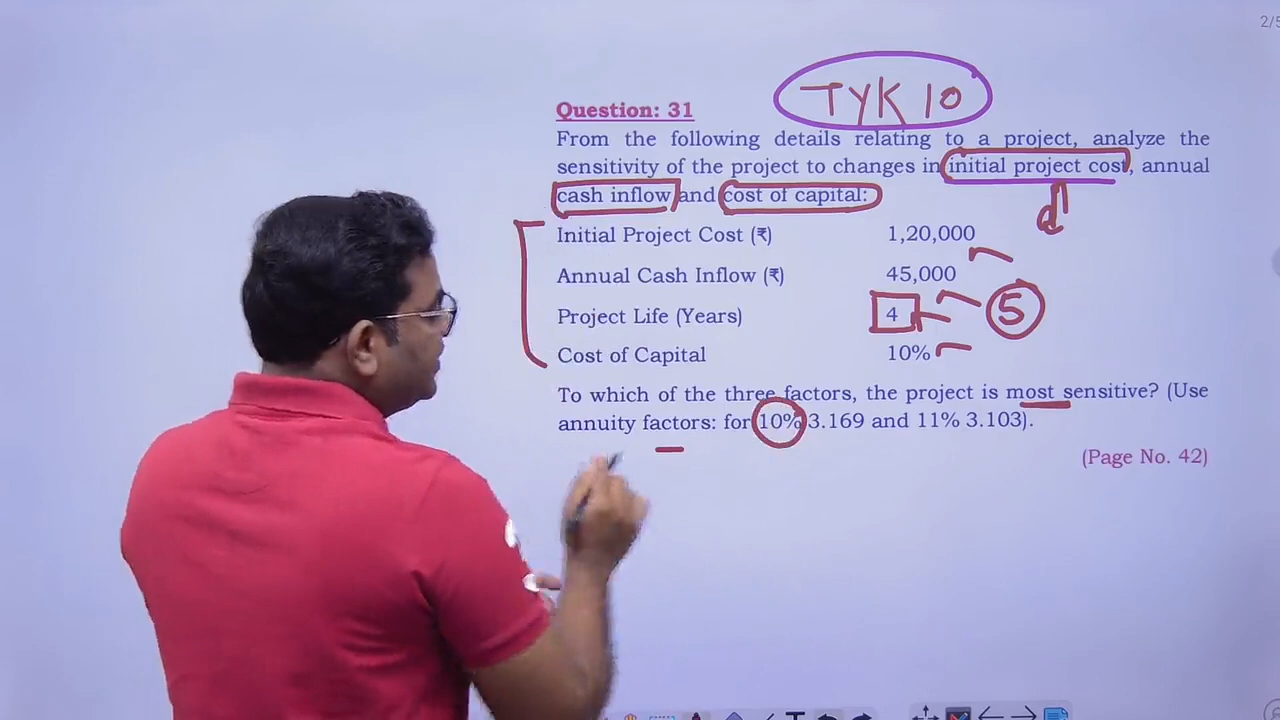 2/5
TYK 10
Question: 31
From the following details relating to a project, analyze the
sensitivity of the project to changes in initial project cost, annual
cash inflow and cost of capital:
Initial Project Cost (₹) 1,20,000
Annual Cash Inflow (₹) 45,000
Project Life (Years) 4 5
Cost of Capital 10%
To which of the three factors, the project is most sensitive? (Use
annuity factors: for 10% 3.169 and 11% 3.103).
(Page No. 42)